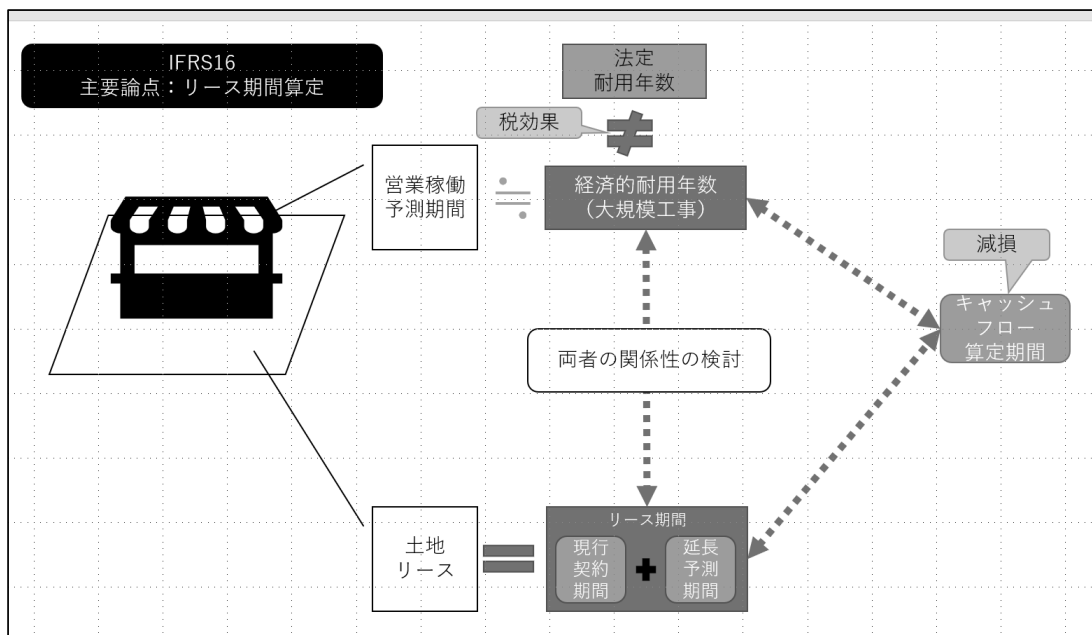 IFRS16
主要論点：リース期間算定
法定
耐用年数
税効果
≠
営業稼働
予測期間
≒
経済的耐用年数
（大規模工事）
減損
キャッシュ
フロー
算定期間
両者の関係性の検討
土地
リース
=
リース期間
現行
契約
期間
+
延長
予測
期間